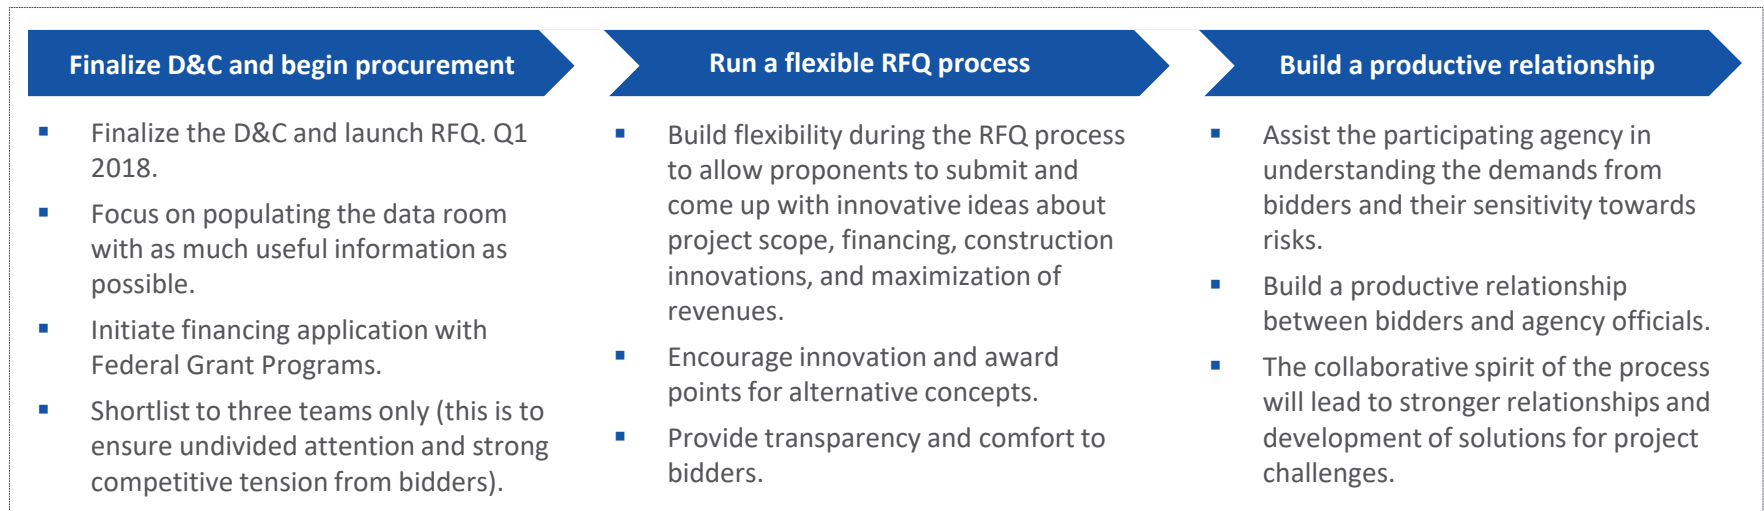 Finalize D&C and begin procurement
▪ Finalize the D&C and launch RFQ. Q1
2018.
▪ Focus on populating the data room
with as much useful information as
possible.
▪ Initiate financing application with
Federal Grant Programs.
▪ Shortlist to three teams only (this is to
ensure undivided attention and strong
competitive tension from bidders).
Run a flexible RFQ process
▪ Build flexibility during the RFQ process
to allow proponents to submit and
come up with innovative ideas about
project scope, financing, construction
innovations, and maximization of
revenues.
▪ Encourage innovation and award
points for alternative concepts.
▪ Provide transparency and comfort to
bidders.
Build a productive relationship
▪ Assist the participating agency in
understanding the demands from
bidders and their sensitivity towards
risks.
▪ Build a productive relationship
between bidders and agency officials.
▪ The collaborative spirit of the process
will lead to stronger relationships and
development of solutions for project
challenges.